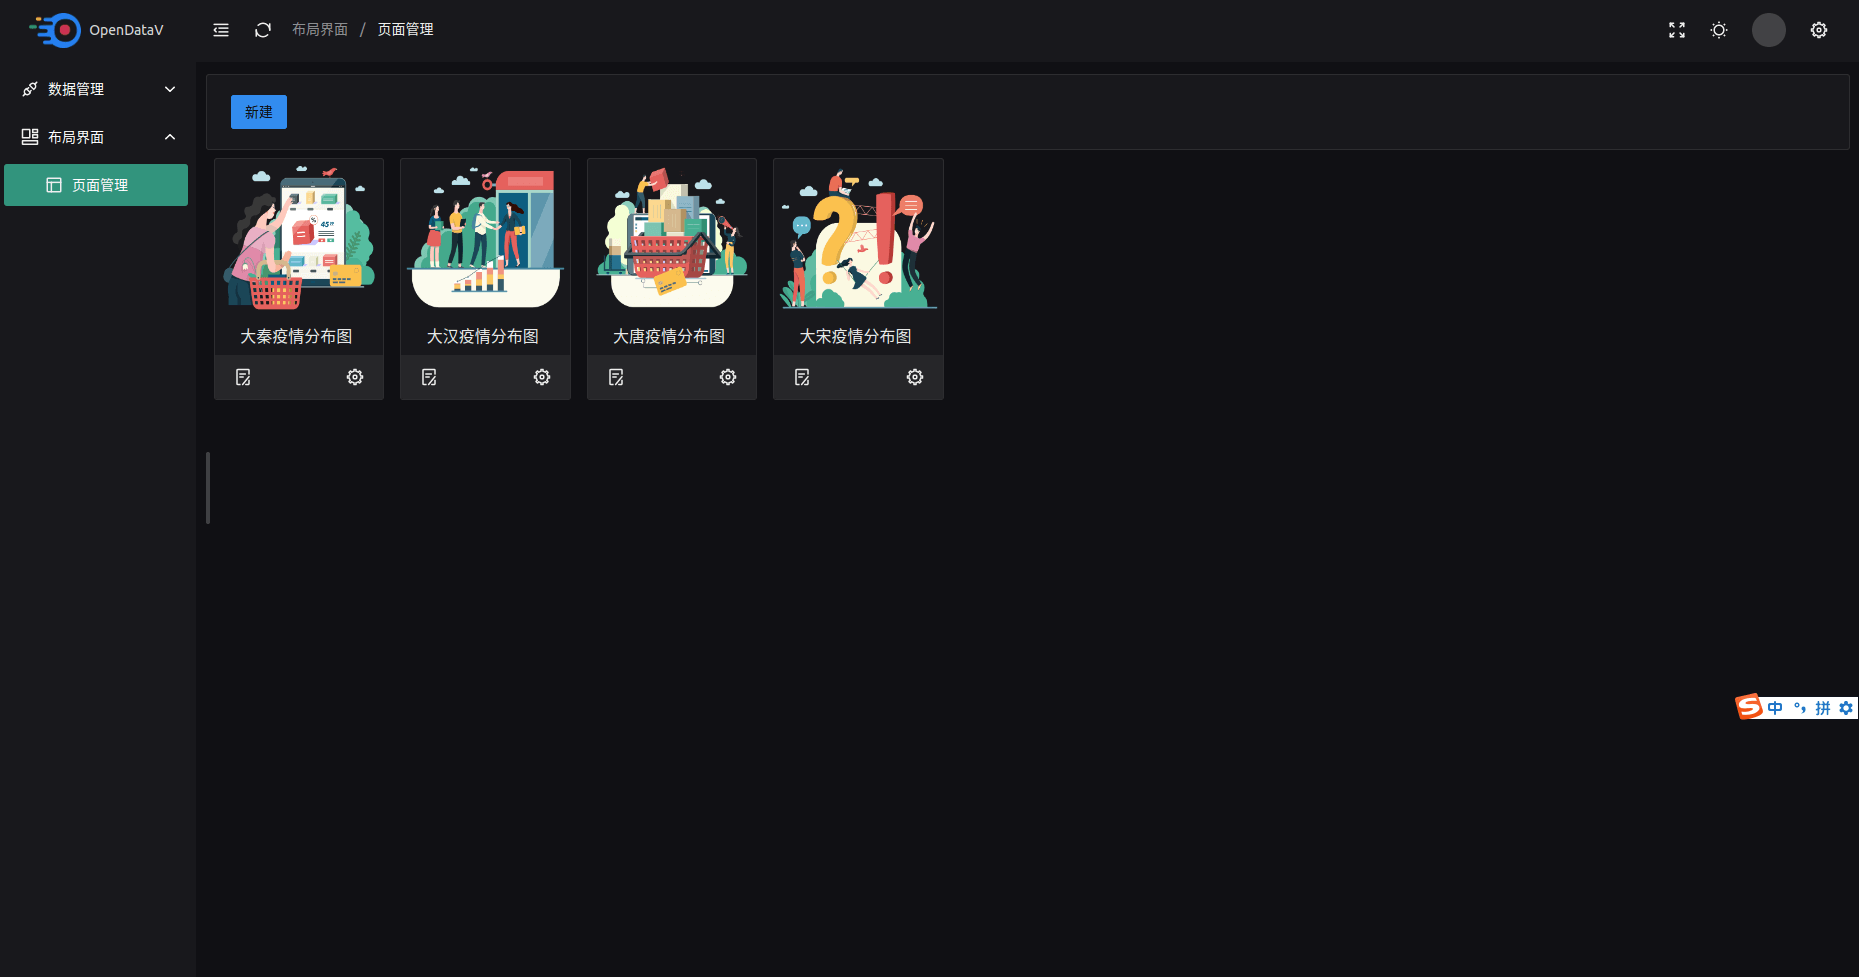 OpenDataV
布局界面 / 页面管理
数据管理
布局界面
页面管理
新建
大秦疫情分布图
大汉疫情分布图
大唐疫情分布图
大宋疫情分布图
中 °, 拼